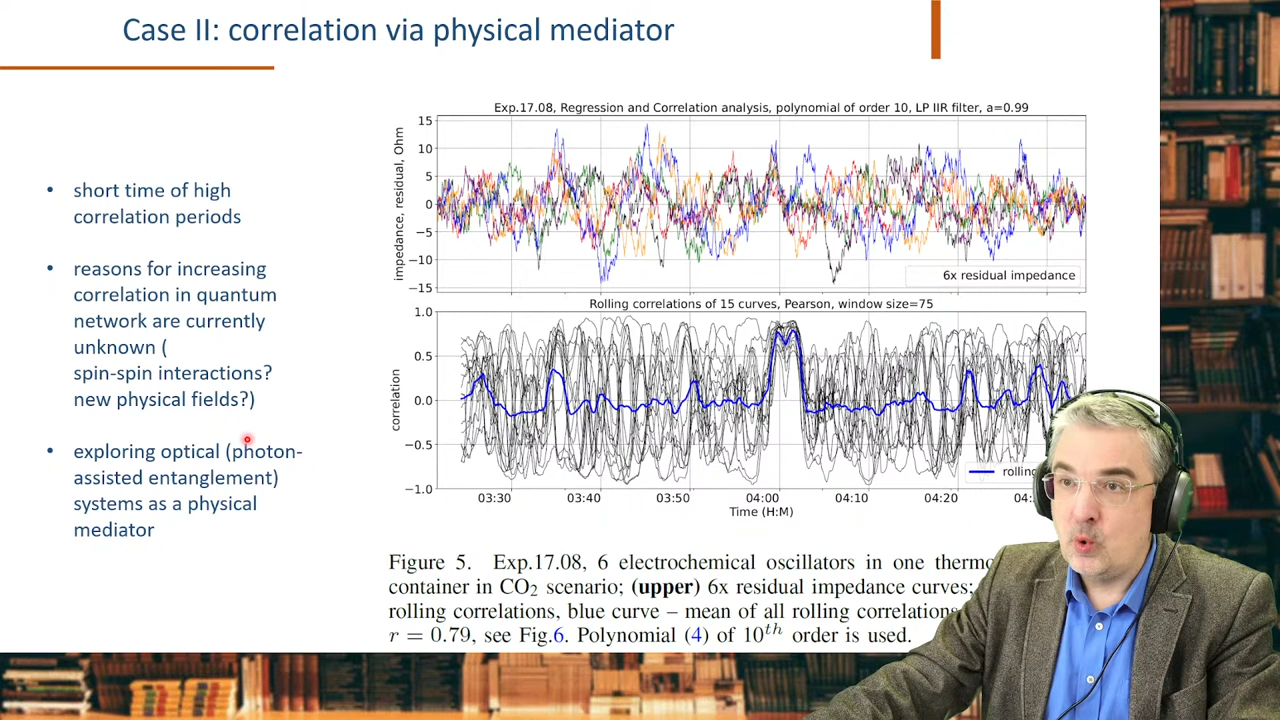 Case II: correlation via physical mediator
• short time of high
correlation periods
• reasons for increasing
correlation in quantum
network are currently
unknown (
spin-spin interactions?
new physical fields?)
• exploring optical (photon-
assisted entanglement)
systems as a physical
mediator
Exp.17.08, Regression and Correlation analysis, polynomial of order 10, LP IIR filter, a=0.99
impedance, residual, Ohm
15
10
5
0
−5
−10
−15
6x residual impedance
Rolling correlations of 15 curves, Pearson, window size=75
correlation
1.0
0.5
0.0
−0.5
−1.0
rolling
03:30 03:40 03:50 04:00 04:10 04:20
Time (H:M)
Figure 5. Exp.17.08, 6 electrochemical oscillators in one
container in CO₂ scenario; (upper) 6x residual impedance curves;
rolling correlations, blue curve – mean of all rolling correlations
r = 0.79, see Fig.6. Polynomial (4) of 10th order is used.